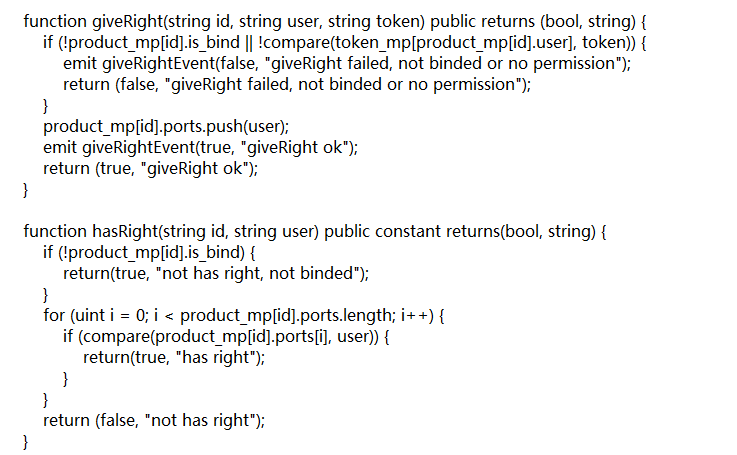 function giveRight(string id, string user, string token) public returns (bool, string) {
if (!product_mp[id].is_bind || !compare(token_mp[product_mp[id].user], token)) {
emit giveRightEvent(false, "giveRight failed, not binded or no permission");
return (false, "giveRight failed, not binded or no permission");
}
product_mp[id].ports.push(user);
emit giveRightEvent(true, "giveRight ok");
return (true, "giveRight ok");
}
function hasRight(string id, string user) public constant returns(bool, string) {
if (!product_mp[id].is_bind) {
return(true, "not has right, not binded");
}
for (uint i = 0; i < product_mp[id].ports.length; i++) {
if (compare(product_mp[id].ports[i], user)) {
return(true, "has right");
}
}
return (false, "not has right");
}